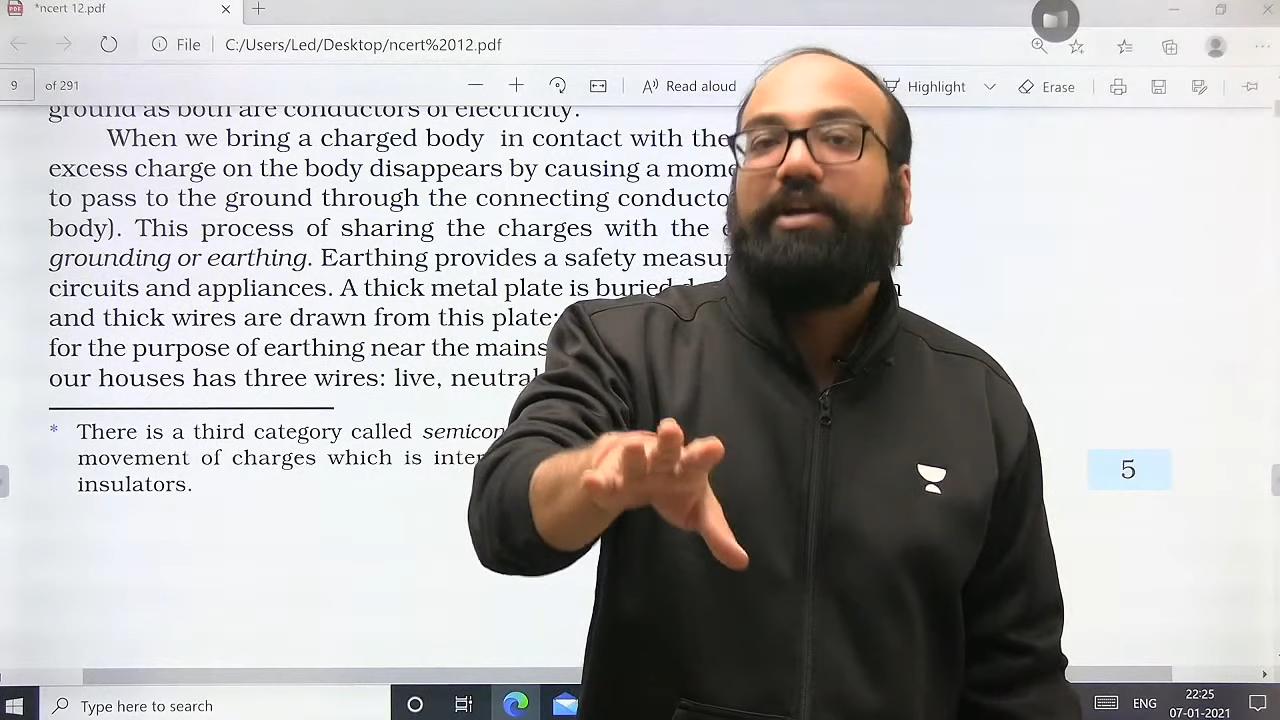 *ncert 12.pdf
File C:/Users/Led/Desktop/ncert%2012.pdf
9 of 291 Read aloud Highlight Erase
ground as both are conductors of electricity.
When we bring a charged body in contact with the
excess charge on the body disappears by causing a mome
to pass to the ground through the connecting conducto
body). This process of sharing the charges with the
grounding or earthing. Earthing provides a safety measur
circuits and appliances. A thick metal plate is buried
and thick wires are drawn from this plate;
for the purpose of earthing near the mains
our houses has three wires: live, neutral
* There is a third category called semicon
movement of charges which is inter
insulators.
5
Type here to search
ENG
22:25
07-01-2021